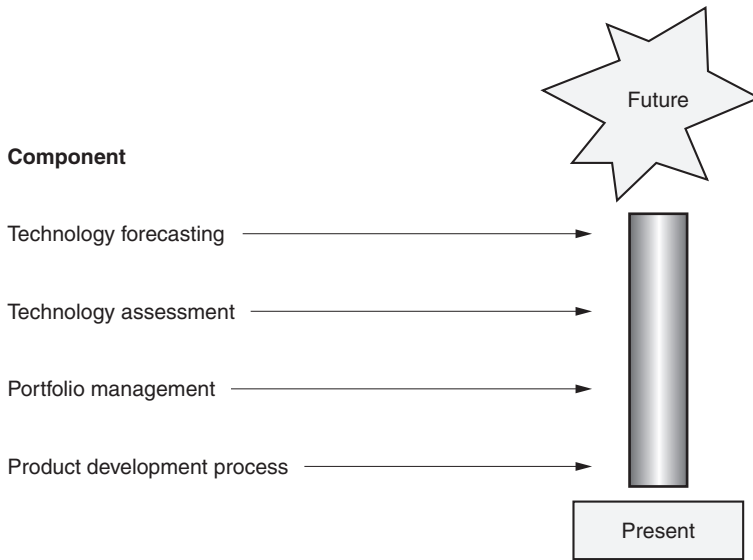 Future
Component
Technology forecasting
Technology assessment
Portfolio management
Product development process
Present